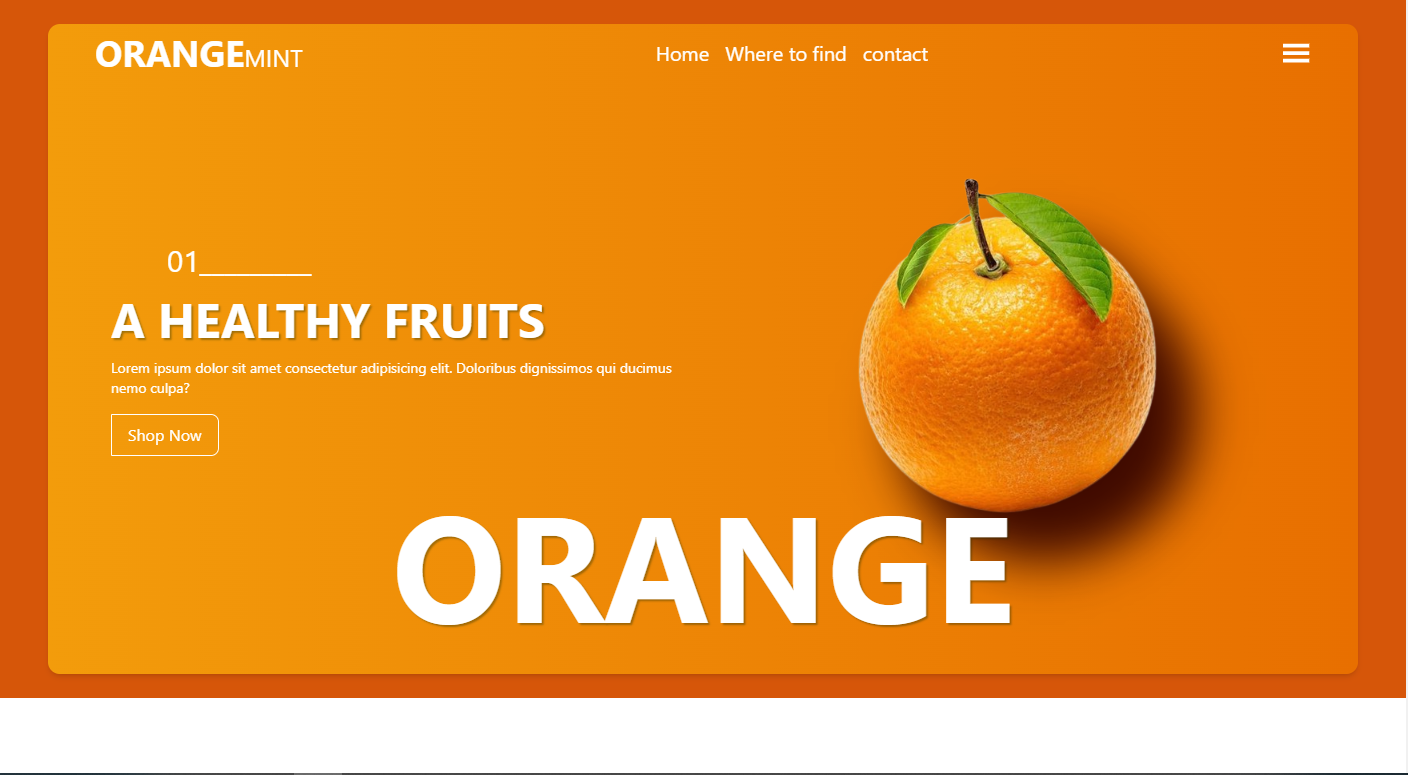 ORANGEMINT
Home Where to find contact
01__________
A HEALTHY FRUITS
Lorem ipsum dolor sit amet consectetur adipisicing elit. Doloribus dignissimos qui ducimus
nemo culpa?
Shop Now
ORANGE